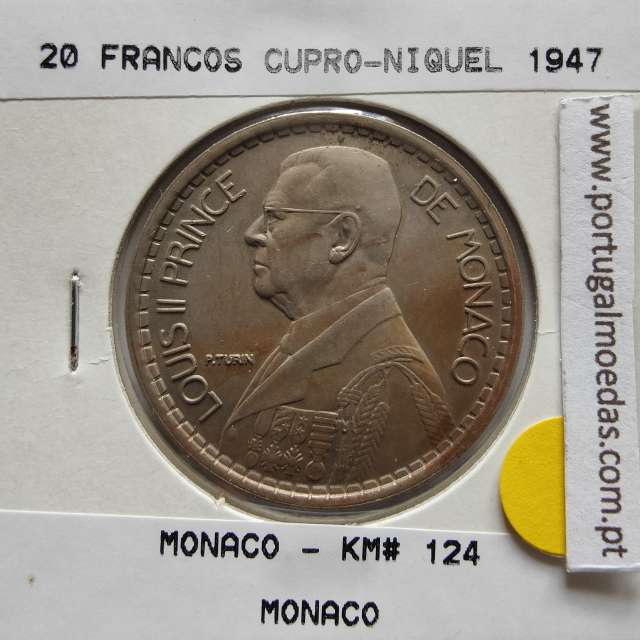 20 FRANCOS CUPRO-NIQUEL 1947
LOUIS II PRINCE DE MONACO
P.TURIN
www.portugalmoedas.com.pt
MONACO - KM# 124
MONACO